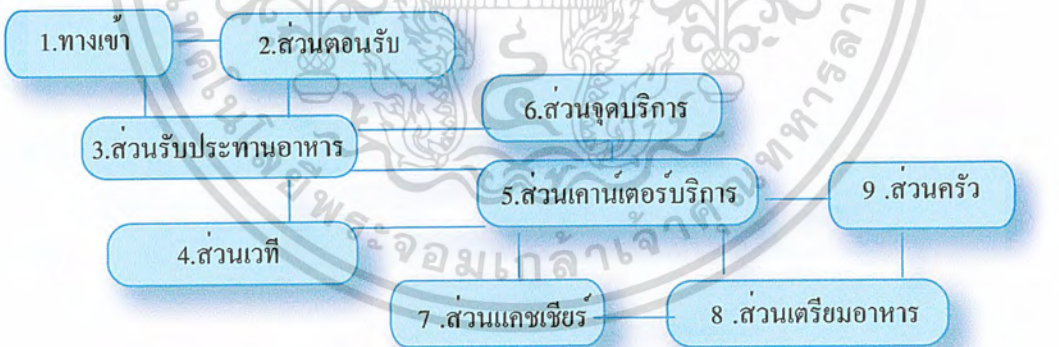 1.ทางเข้า
2.ส่วนตอนรับ
6.ส่วนจุดบริการ
3.ส่วนรับประทานอาหาร
5.ส่วนเคาน์เตอร์บริการ
9 .ส่วนครัว
4.ส่วนเวที
7 .ส่วนแคชเชียร์
8 .ส่วนเตรียมอาหาร